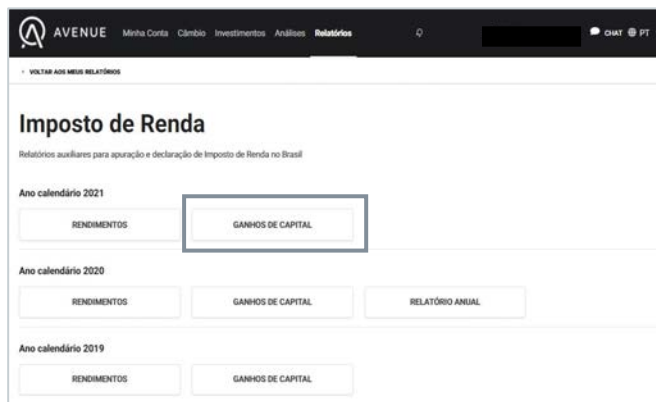 AVENUE Minha Conta Câmbio Investimentos Análises Relatórios CHAT PT
VOLTAR AOS MEUS RELATÓRIOS
Imposto de Renda
Relatórios auxiliares para apuração e declaração de Imposto de Renda no Brasil
Ano calendário 2021
RENDIMENTOS GANHOS DE CAPITAL
Ano calendário 2020
RENDIMENTOS GANHOS DE CAPITAL RELATÓRIO ANUAL
Ano calendário 2019
RENDIMENTOS GANHOS DE CAPITAL